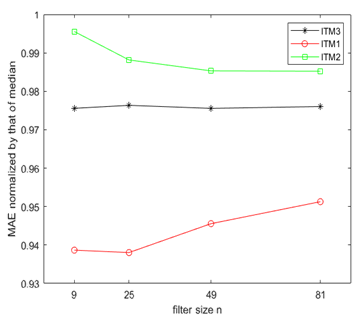 1
0.99
0.98
0.97
0.96
0.95
0.94
0.93
MAE normalized by that of median
9 25 49 81
filter size n
ITM3
ITM1
ITM2